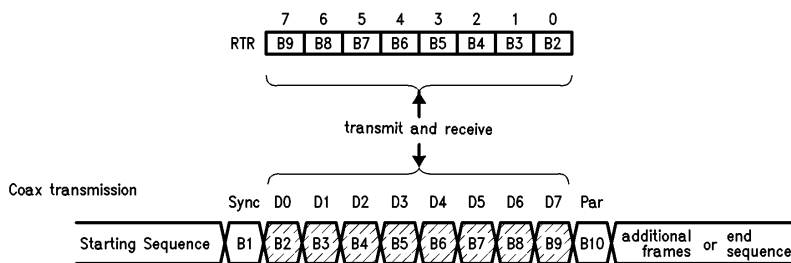 7 6 5 4 3 2 1 0
RTR B9 B8 B7 B6 B5 B4 B3 B2
transmit and receive
Coax transmission
Sync D0 D1 D2 D3 D4 D5 D6 D7 Par
Starting Sequence B1 B2 B3 B4 B5 B6 B7 B8 B9 B10 additional frames or end sequence